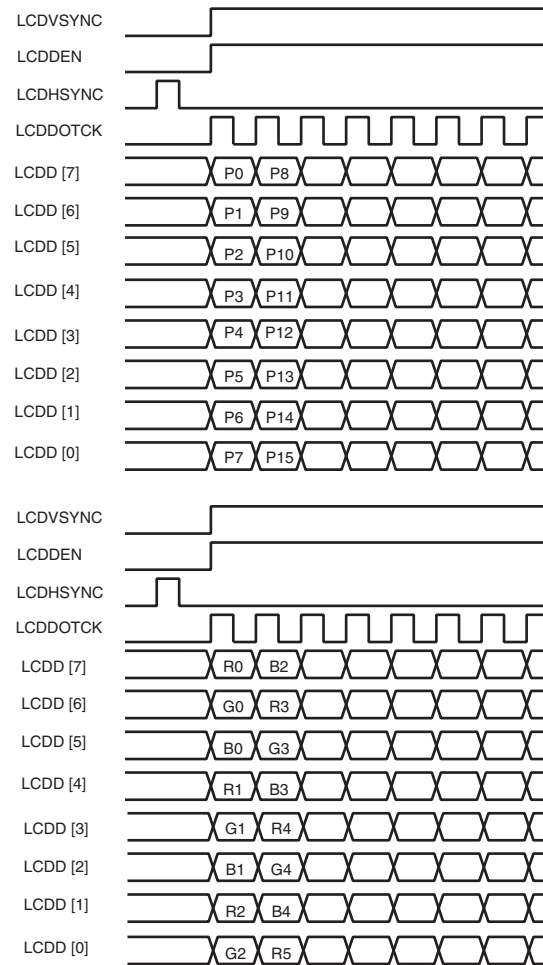 LCDVSYNC
LCDDEN
LCDHSYNC
LCDDOTCK
LCDD [7] P0 P8
LCDD [6] P1 P9
LCDD [5] P2 P10
LCDD [4] P3 P11
LCDD [3] P4 P12
LCDD [2] P5 P13
LCDD [1] P6 P14
LCDD [0] P7 P15
LCDVSYNC
LCDDEN
LCDHSYNC
LCDDOTCK
LCDD [7] R0 B2
LCDD [6] G0 R3
LCDD [5] B0 G3
LCDD [4] R1 B3
LCDD [3] G1 R4
LCDD [2] B1 G4
LCDD [1] R2 B4
LCDD [0] G2 R5